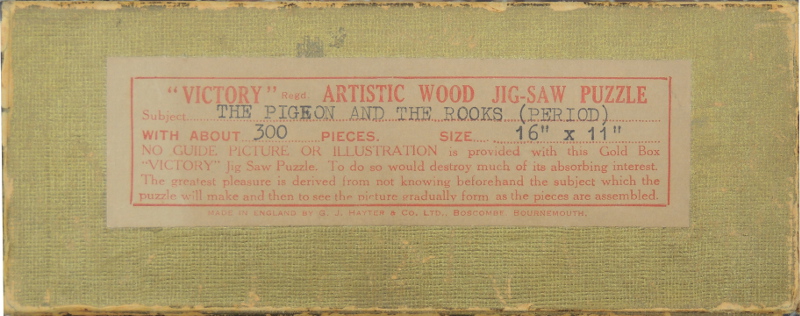 "VICTORY" Regd. ARTISTIC WOOD JIG-SAW PUZZLE
Subject THE PIGEON AND THE ROOKS (PERIOD)
WITH ABOUT 300 PIECES. SIZE 16" x 11"
NO GUIDE PICTURE OR ILLUSTRATION is provided with this Gold Box
"VICTORY" Jig Saw Puzzle. To do so would destroy much of its absorbing interest.
The greatest pleasure is derived from not knowing beforehand the subject which the
puzzle will make and then to see the picture gradually form as the pieces are assembled.
MADE IN ENGLAND BY G. J. HAYTER & CO. LTD., BOSCOMBE, BOURNEMOUTH.